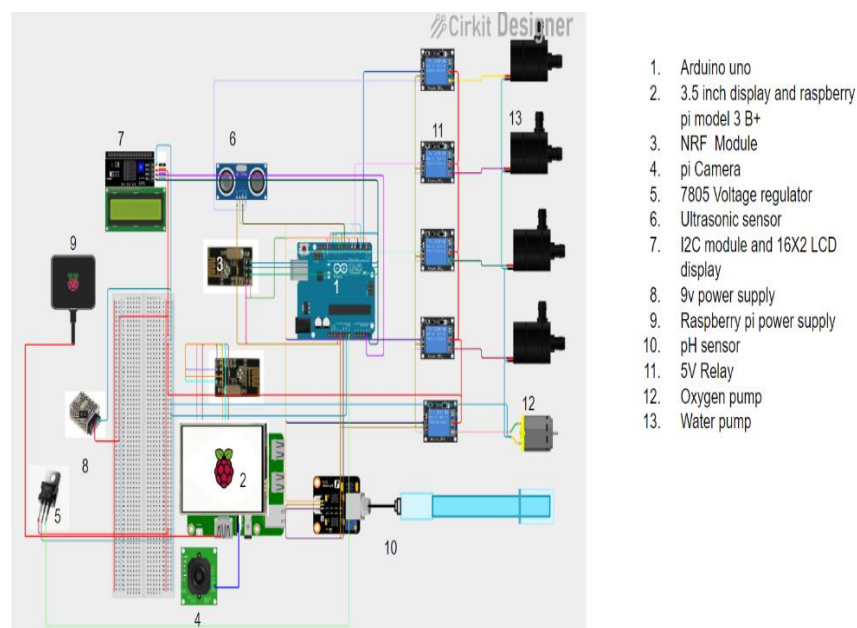 Cirkit Designer
7
6
11
13
9
3
1
8
2
12
5
10
4
1. Arduino uno
2. 3.5 inch display and raspberry
pi model 3 B+
3. NRF Module
4. pi Camera
5. 7805 Voltage regulator
6. Ultrasonic sensor
7. I2C module and 16X2 LCD
display
8. 9v power supply
9. Raspberry pi power supply
10. pH sensor
11. 5V Relay
12. Oxygen pump
13. Water pump